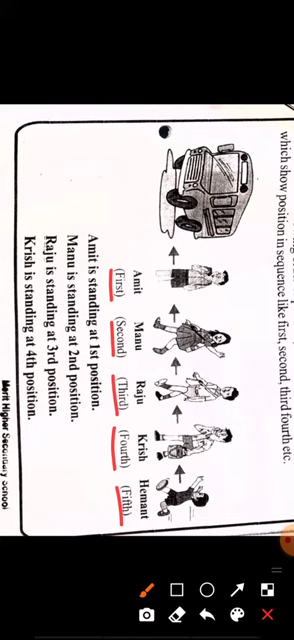 which show position in sequence like first, second, third fourth etc.
Amit Manu Raju Krish Hemant
(First) (Second) (Third) (Fourth) (Fifth)
Amit is standing at 1st position.
Manu is standing at 2nd position.
Raju is standing at 3rd position.
Krish is standing at 4th position.
Merit Higher Secondary School